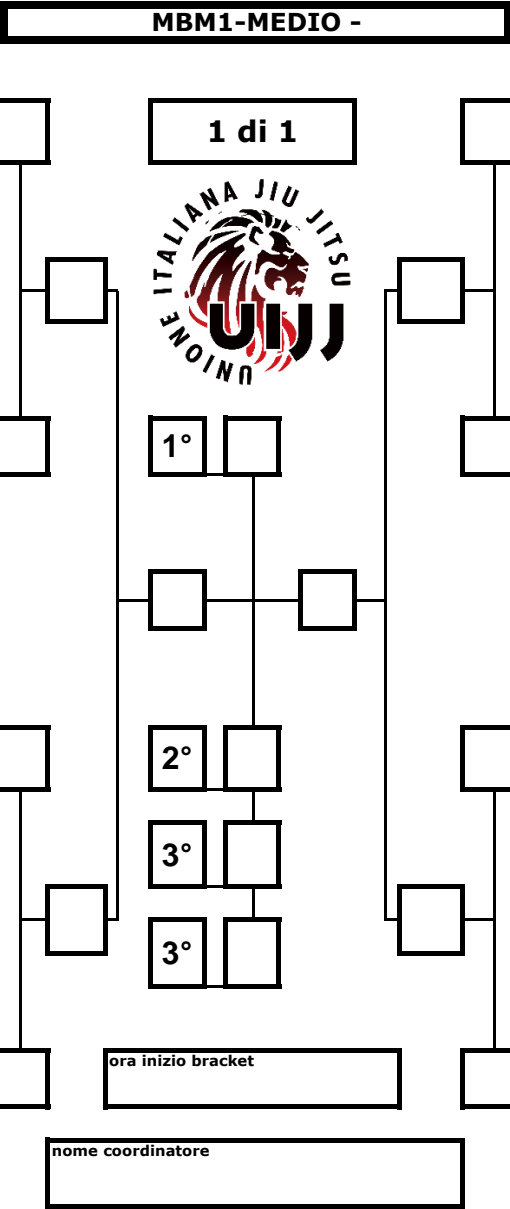 MBM1-MEDIO -
1 di 1
UNIONE ITALIANA JIU JITSU
UIJJ
1°
2°
3°
3°
ora inizio bracket
nome coordinatore